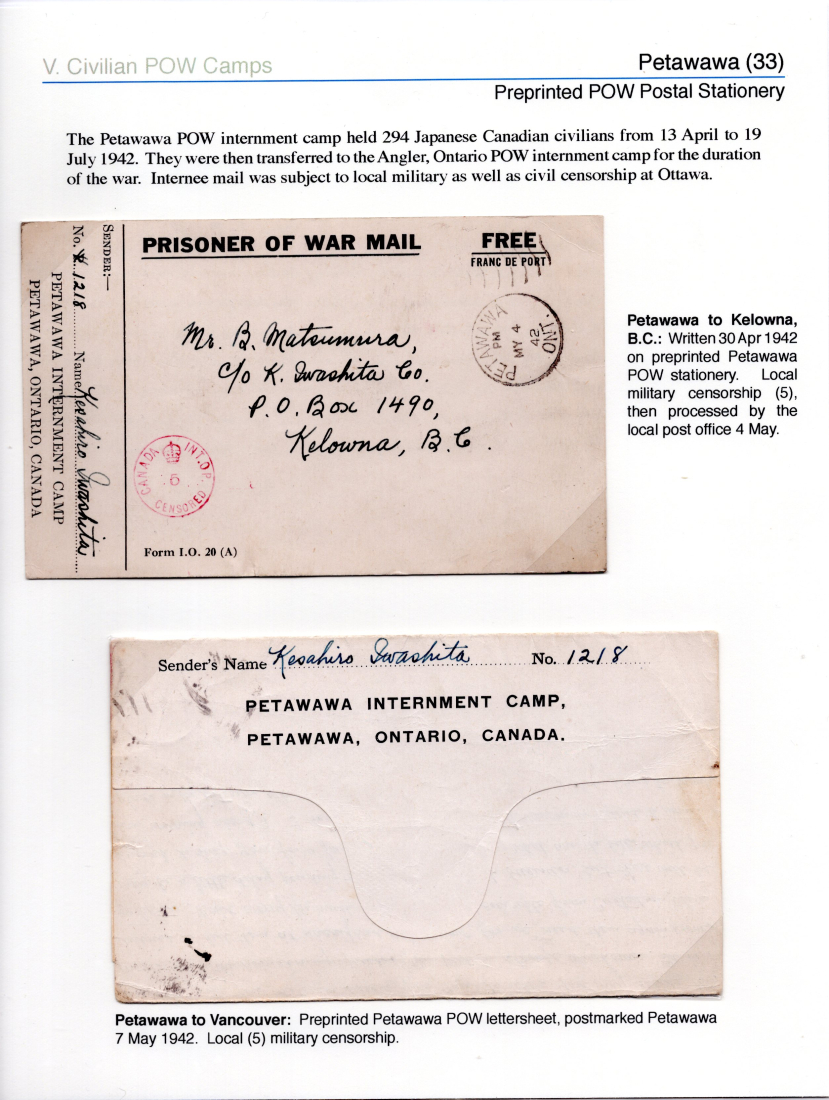 V. Civilian POW Camps
Petawawa (33)
Preprinted POW Postal Stationery
The Petawawa POW internment camp held 294 Japanese Canadian civilians from 13 April to 19
July 1942. They were then transferred to the Angler, Ontario POW internment camp for the duration
of the war. Internee mail was subject to local military as well as civil censorship at Ottawa.
SENDER:—
No. 1218 Name Kesahiro Iwashita
PETAWAWA INTERNMENT CAMP
PETAWAWA, ONTARIO, CANADA
PRISONER OF WAR MAIL
FREE
FRANC DE PORT
PETAWAWA ONT.
PM
MY 4
42
Mr. B. Matsumura,
c/o K. Iwashita Co.
P.O. Box 1490,
Kelowna, B.C.
CANADA INT. OP.
6
CENSORED
Form I.O. 20 (A)
Petawawa to Kelowna,
B.C.: Written 30 Apr 1942
on preprinted Petawawa
POW stationery. Local
military censorship (5),
then processed by the
local post office 4 May.
Sender's Name Kesahiro Iwashita No. 1218
PETAWAWA INTERNMENT CAMP,
PETAWAWA, ONTARIO, CANADA.
Petawawa to Vancouver: Preprinted Petawawa POW lettersheet, postmarked Petawawa
7 May 1942. Local (5) military censorship.